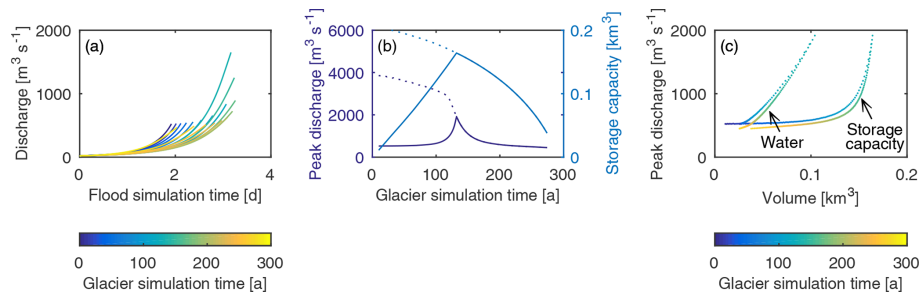 (a)
Discharge [m³ s⁻¹]
2000
1000
0
0 2 4
Flood simulation time [d]
0 100 200 300
Glacier simulation time [a]
(b)
Peak discharge [m³ s⁻¹]
6000
4000
2000
0
0 100 200 300
Glacier simulation time [a]
0.2
0.1
0
Storage capacity [km³]
(c)
Peak discharge [m³ s⁻¹]
2000
1000
0
Water
Storage
capacity
0 0.1 0.2
Volume [km³]
0 100 200 300
Glacier simulation time [a]